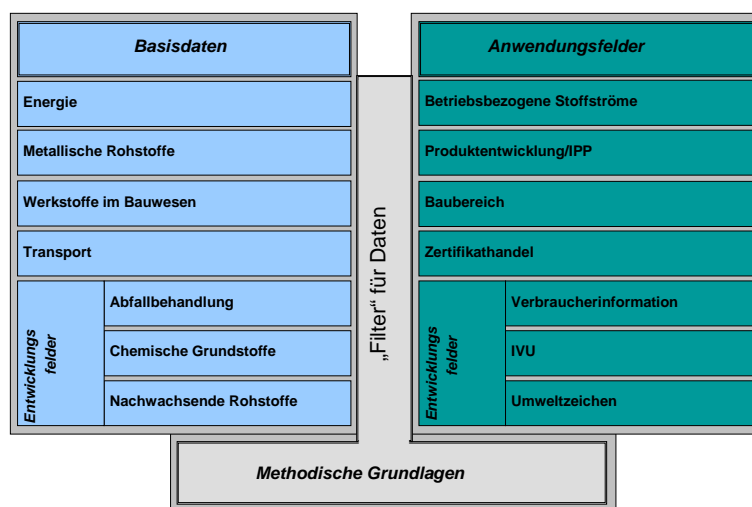 Basisdaten
Energie
Metallische Rohstoffe
Werkstoffe im Bauwesen
Transport
Entwicklungs
felder
Abfallbehandlung
Chemische Grundstoffe
Nachwachsende Rohstoffe
„Filter“ für Daten
Anwendungsfelder
Betriebsbezogene Stoffströme
Produktentwicklung/IPP
Baubereich
Zertifikathandel
Entwicklungs
felder
Verbraucherinformation
IVU
Umweltzeichen
Methodische Grundlagen